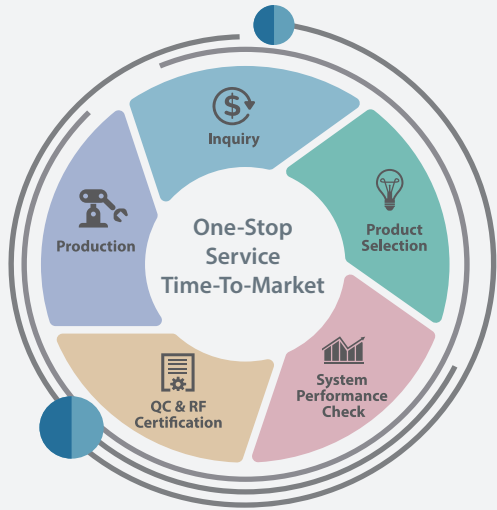 Inquiry
Product
Selection
System
Performance
Check
QC & RF
Certification
Production
One-Stop
Service
Time-To-Market